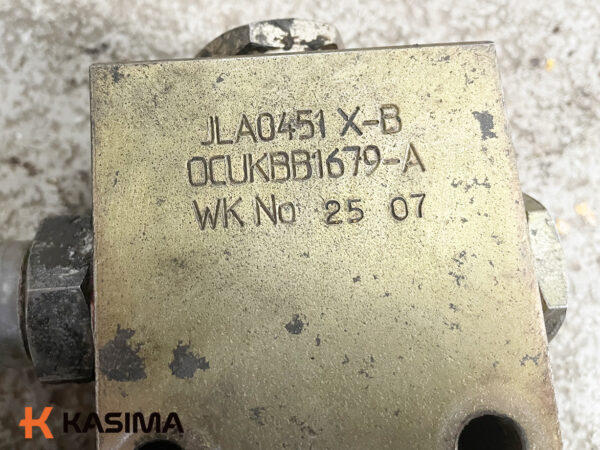 JLA0451 X-B
OCUKBB1679-A
WK No 25 07
KASIMA